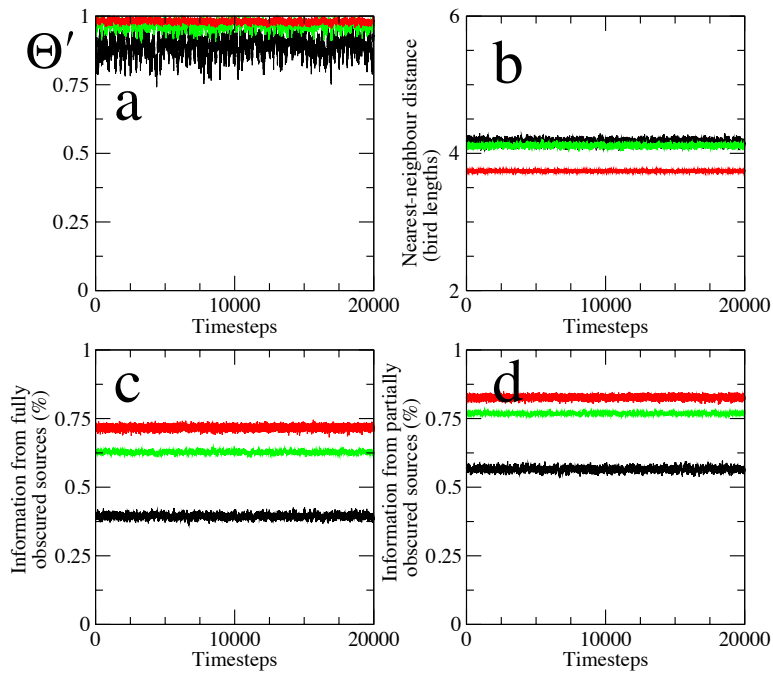 Θ′
1
0.75
0.5
0.25
0
a
0
10000
20000
Timesteps
Nearest-neighbour distance
(bird lengths)
6
4
2
b
0
10000
20000
Timesteps
Information from fully
obscured sources (%)
1
0.75
0.5
0.25
0
c
0
10000
20000
Timesteps
Information from partially
obscured sources (%)
1
0.75
0.5
0.25
0
d
0
10000
20000
Timesteps